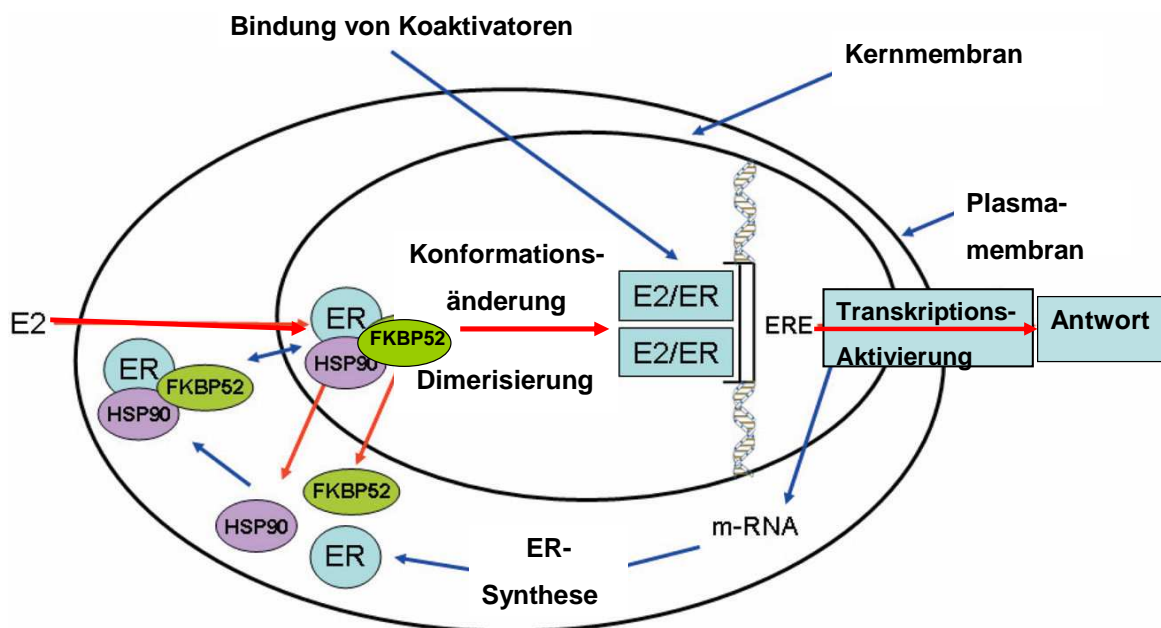 Bindung von Koaktivatoren
Kernmembran
Plasma-
membran
Konformations-
änderung
E2/ER
E2/ER
ERE
Transkriptions-
Aktivierung
Antwort
E2
ER
FKBP52
HSP90
Dimerisierung
ER
FKBP52
HSP90
FKBP52
HSP90
ER
ER-
Synthese
m-RNA